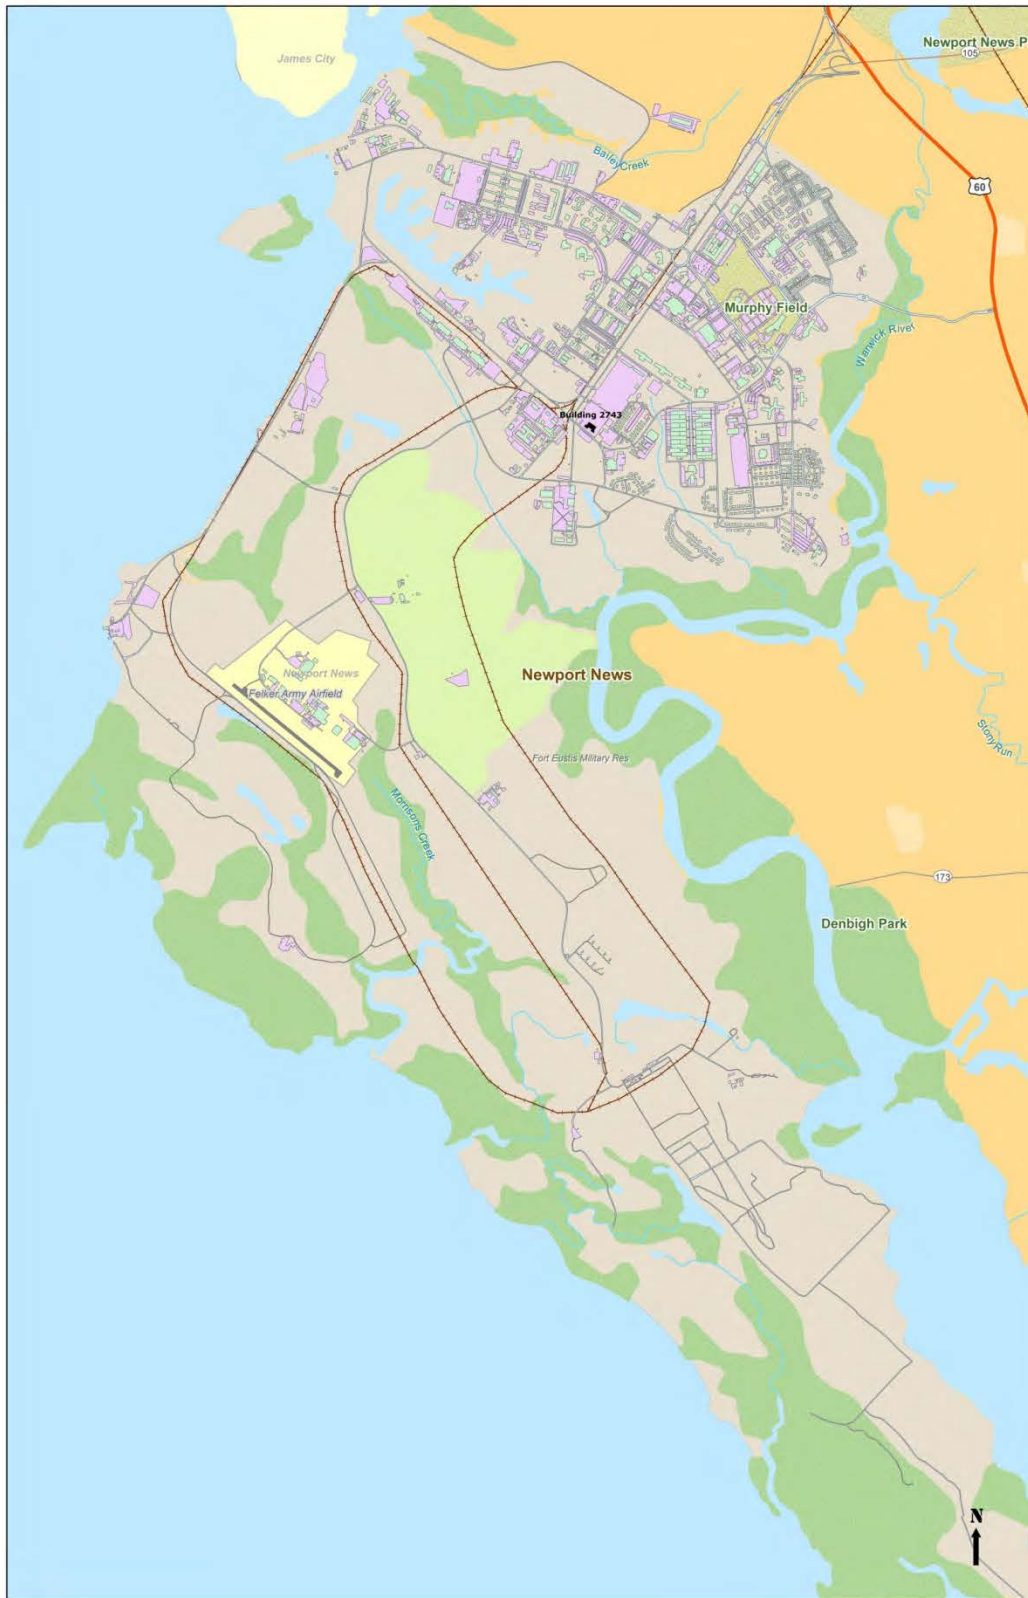 James City
Newport News P
105
Bailey Creek
60
Murphy Field
Warwick River
Building 2743
Newport News
Newport News
Felker Army Airfield
Stony Run
Fort Eustis Military Res
Morrisons Creek
173
Denbigh Park
N